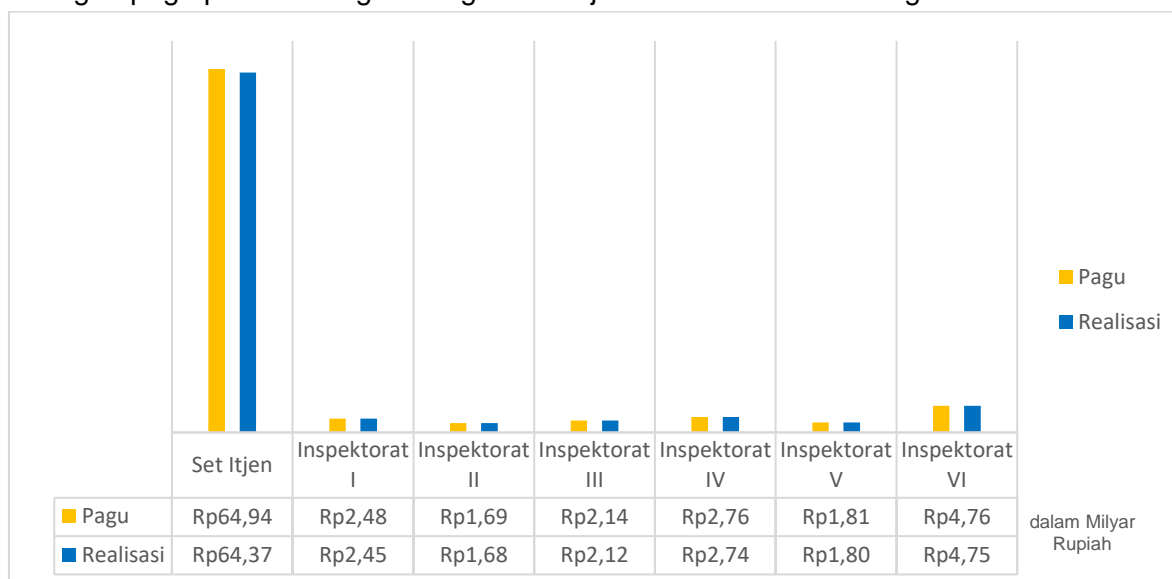 Pagu
Realisasi
Set Itjen
Inspektorat I
Inspektorat II
Inspektorat III
Inspektorat IV
Inspektorat V
Inspektorat VI
Pagu Rp64,94 Rp2,48 Rp1,69 Rp2,14 Rp2,76 Rp1,81 Rp4,76
Realisasi Rp64,37 Rp2,45 Rp1,68 Rp2,12 Rp2,74 Rp1,80 Rp4,75
dalam Milyar
Rupiah